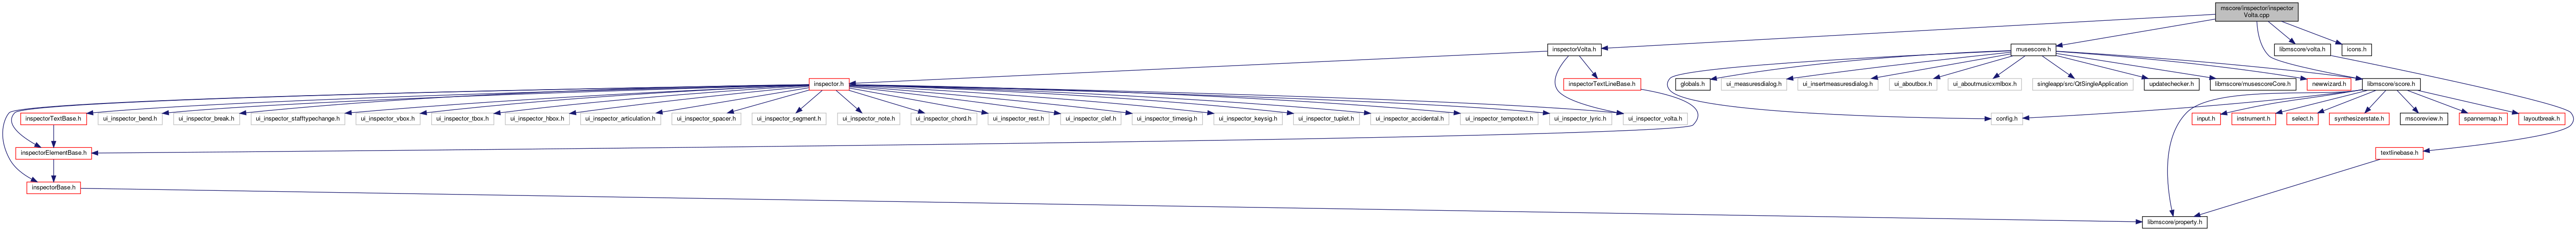 mscore/inspector/inspector
Volta.cpp
inspectorVolta.h
musescore.h
libmscore/volta.h
icons.h
inspector.h
inspectorTextLineBase.h
globals.h
ui_measuresdialog.h
ui_insertmeasuresdialog.h
ui_aboutbox.h
ui_aboutmusicxmlbox.h
singleapp/src/QtSingleApplication
updatechecker.h
libmscore/musescoreCore.h
newwizard.h
libmscore/score.h
inspectorTextBase.h
ui_inspector_bend.h
ui_inspector_break.h
ui_inspector_stafftypechange.h
ui_inspector_vbox.h
ui_inspector_tbox.h
ui_inspector_hbox.h
ui_inspector_articulation.h
ui_inspector_spacer.h
ui_inspector_segment.h
ui_inspector_note.h
ui_inspector_chord.h
ui_inspector_rest.h
ui_inspector_clef.h
ui_inspector_timesig.h
ui_inspector_keysig.h
ui_inspector_tuplet.h
ui_inspector_accidental.h
ui_inspector_tempotext.h
ui_inspector_lyric.h
ui_inspector_volta.h
config.h
input.h
instrument.h
select.h
synthesizerstate.h
mscoreview.h
spannermap.h
layoutbreak.h
inspectorElementBase.h
textlinebase.h
inspectorBase.h
libmscore/property.h